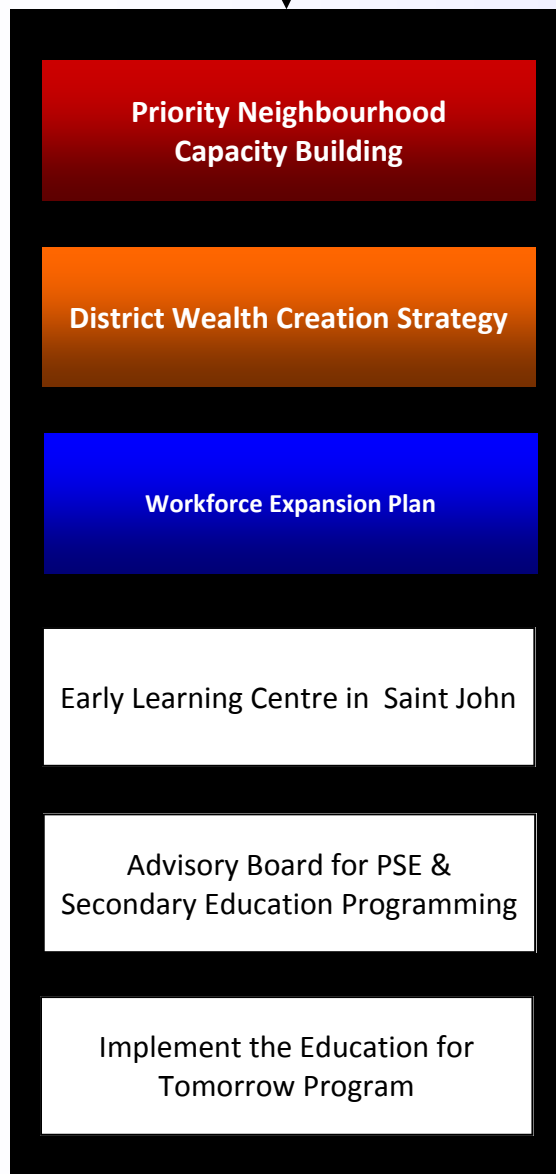 Priority Neighbourhood
Capacity Building
District Wealth Creation Strategy
Workforce Expansion Plan
Early Learning Centre in  Saint John
Advisory Board for PSE &
Secondary Education Programming
Implement the Education for
Tomorrow Program